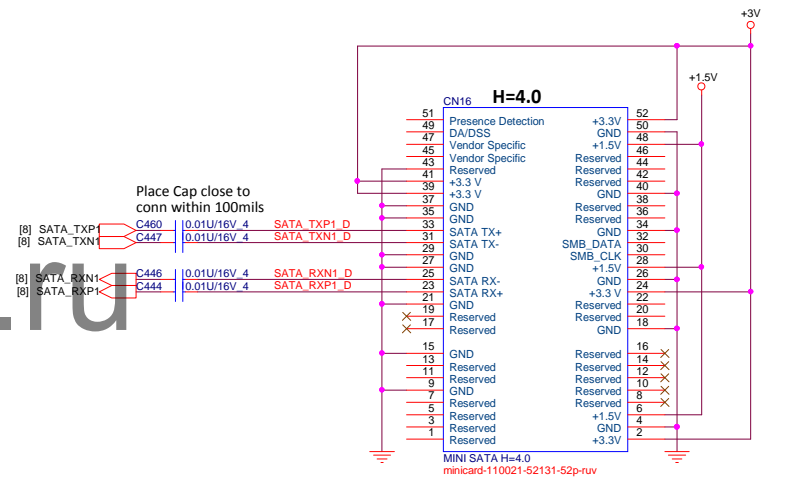 +3V
+1.5V
CN16 H=4.0
51 Presence Detection +3.3V 52
49 DA/DSS GND 50
47 Vendor Specific +1.5V 48
45 Vendor Specific Reserved 46
43 Reserved Reserved 44
41 +3.3 V Reserved 42
39 +3.3 V GND 40
37 GND Reserved 38
35 GND Reserved 36
33 SATA TX+ GND 34
31 SATA TX- SMB_DATA 32
29 GND SMB_CLK 30
27 GND +1.5V 28
25 SATA RX- GND 26
23 SATA RX+ +3.3 V 24
21 GND Reserved 22
19 Reserved Reserved 20
17 Reserved GND 18
15 GND Reserved 16
13 Reserved Reserved 14
11 Reserved Reserved 12
9 GND Reserved 10
7 Reserved Reserved 8
5 Reserved +1.5V 6
3 Reserved GND 4
1 Reserved +3.3V 2
MINI SATA H=4.0
minicard-110021-52131-52p-ruv
Place Cap close to
conn within 100mils
[8] SATA_TXP1 C460 0.01U/16V_4 SATA_TXP1_D
[8] SATA_TXN1 C447 0.01U/16V_4 SATA_TXN1_D
[8] SATA_RXN1 C446 0.01U/16V_4 SATA_RXN1_D
[8] SATA_RXP1 C444 0.01U/16V_4 SATA_RXP1_D
.ru